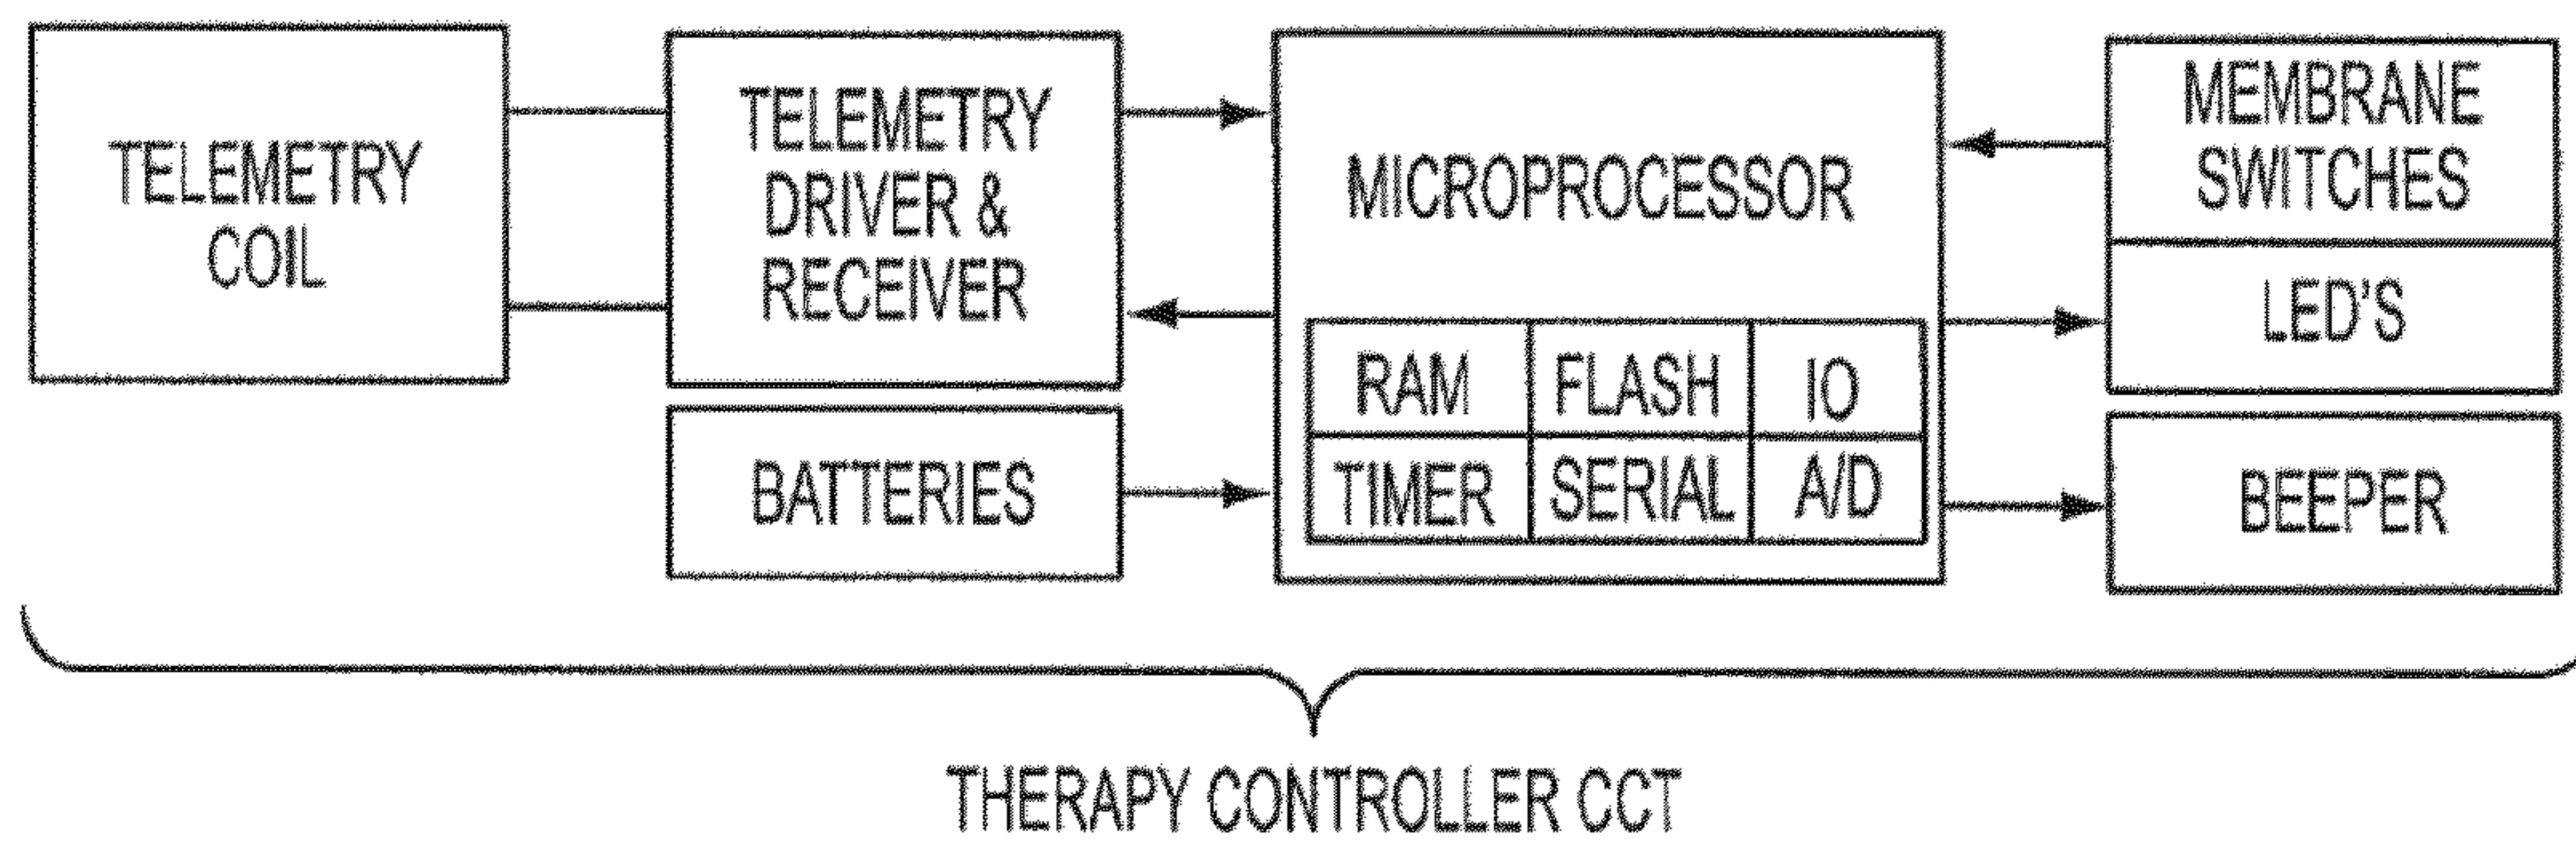 TELEMETRY
COIL
TELEMETRY
DRIVER &
RECEIVER
BATTERIES
MICROPROCESSOR
RAM
FLASH
IO
TIMER
SERIAL
A/D
MEMBRANE
SWITCHES
LED'S
BEEPER
THERAPY CONTROLLER CCT